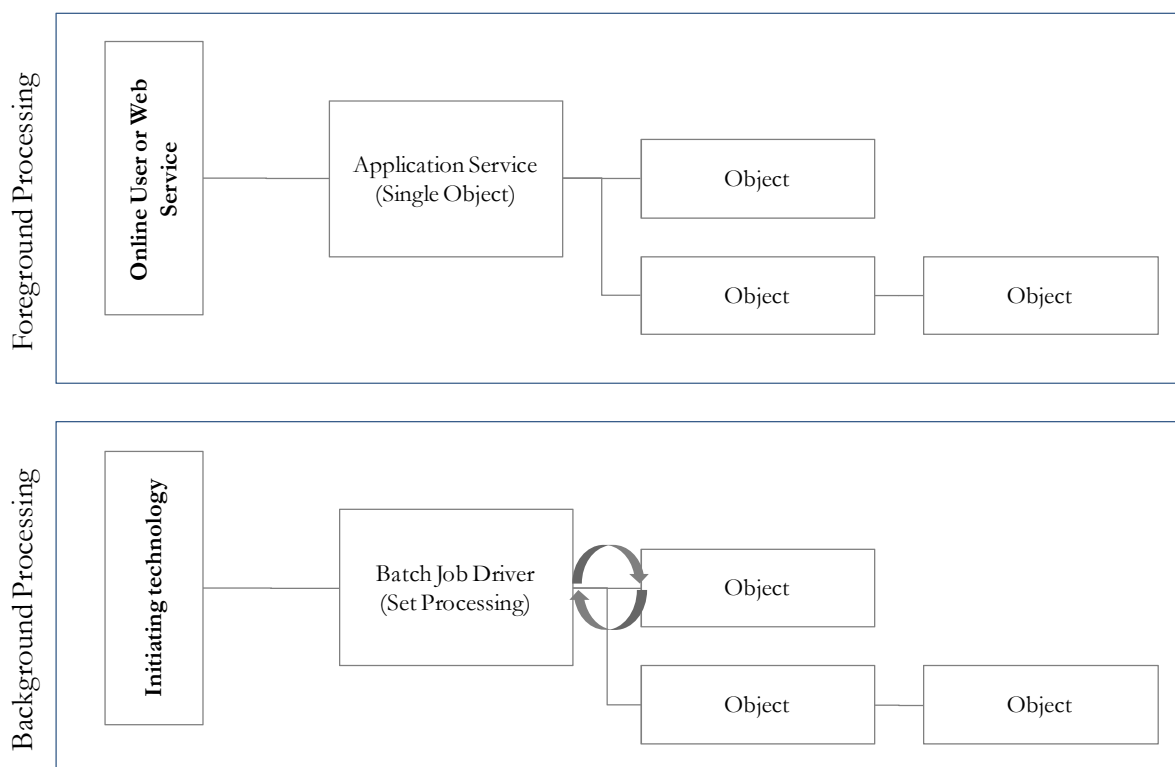 Foreground Processing
Online User or Web
Service
Application Service
(Single Object)
Object
Object
Object
Background Processing
Initiating technology
Batch Job Driver
(Set Processing)
Object
Object
Object